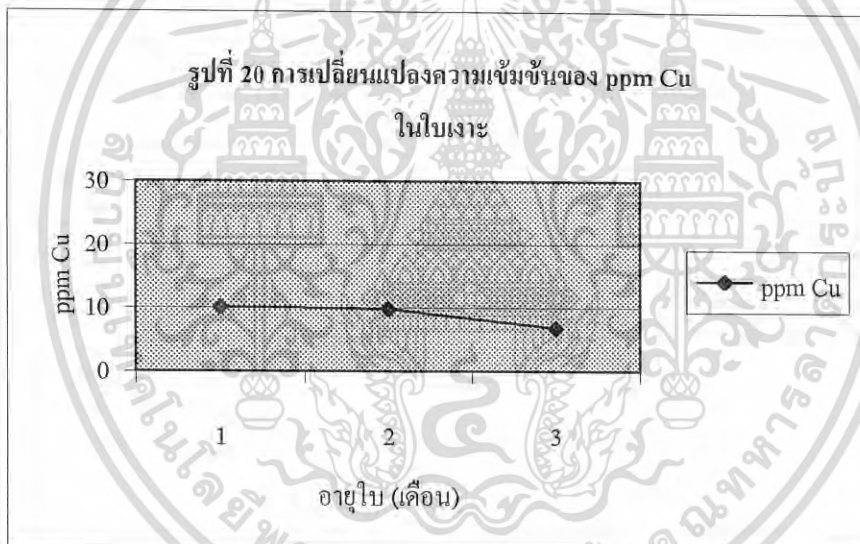 รูปที่ 20 การเปลี่ยนแปลงความเข้มข้นของ ppm Cu
ในใบเงาะ
30
20
10
0
ppm Cu
ppm Cu
1 2 3
อายุใบ (เดือน)